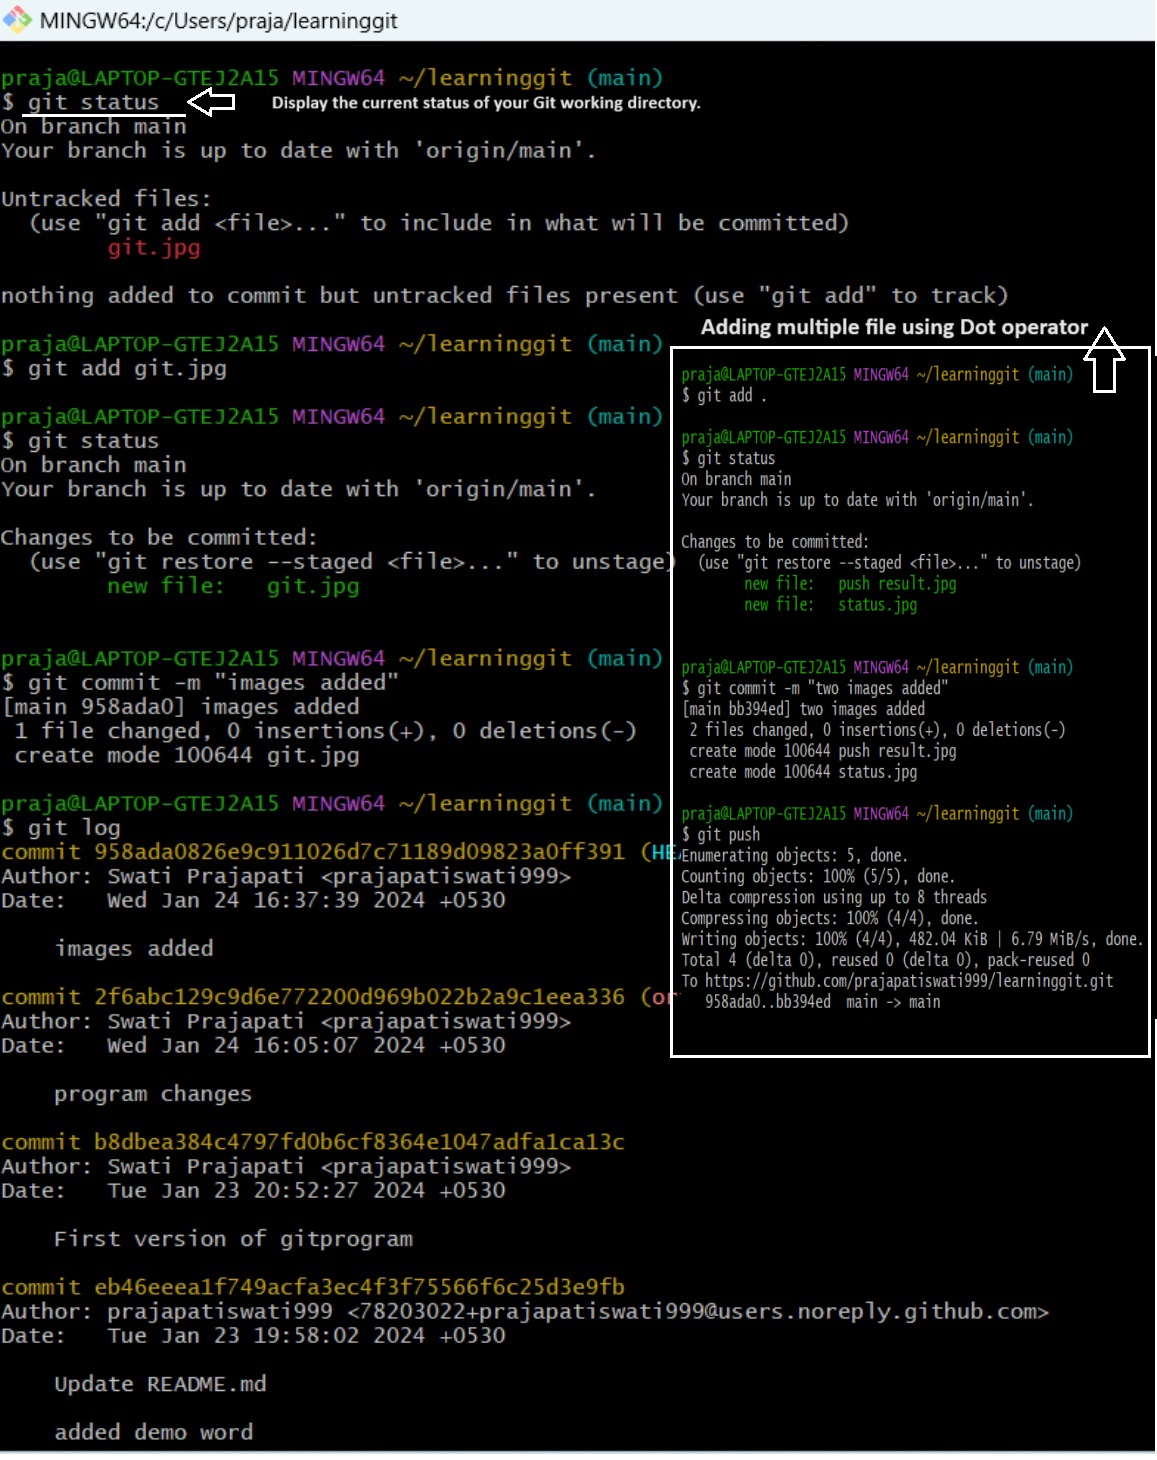 MINGW64:/c/Users/praja/learninggit
praja@LAPTOP-GTEJ2A15 MINGW64 ~/learninggit (main)
$ git status
Display the current status of your Git working directory.
On branch main
Your branch is up to date with 'origin/main'.
Untracked files:
(use "git add <file>..." to include in what will be committed)
git.jpg
nothing added to commit but untracked files present (use "git add" to track)
praja@LAPTOP-GTEJ2A15 MINGW64 ~/learninggit (main)
$ git add git.jpg
praja@LAPTOP-GTEJ2A15 MINGW64 ~/learninggit (main)
$ git status
On branch main
Your branch is up to date with 'origin/main'.
Changes to be committed:
(use "git restore --staged <file>..." to unstage)
new file:   git.jpg
praja@LAPTOP-GTEJ2A15 MINGW64 ~/learninggit (main)
$ git commit -m "images added"
[main 958ada0] images added
1 file changed, 0 insertions(+), 0 deletions(-)
create mode 100644 git.jpg
praja@LAPTOP-GTEJ2A15 MINGW64 ~/learninggit (main)
$ git log
commit 958ada0826e9c911026d7c71189d09823a0ff391 (HE
Author: Swati Prajapati <prajapatiswati999>
Date:   Wed Jan 24 16:37:39 2024 +0530
images added
commit 2f6abc129c9d6e772200d969b022b2a9c1eea336 (or
Author: Swati Prajapati <prajapatiswati999>
Date:   Wed Jan 24 16:05:07 2024 +0530
program changes
commit b8dbea384c4797fd0b6cf8364e1047adfa1ca13c
Author: Swati Prajapati <prajapatiswati999>
Date:   Tue Jan 23 20:52:27 2024 +0530
First version of gitprogram
commit eb46eeea1f749acfa3ec4f3f75566f6c25d3e9fb
Author: prajapatiswati999 <78203022+prajapatiswati999@users.noreply.github.com>
Date:   Tue Jan 23 19:58:02 2024 +0530
Update README.md
added demo word
Adding multiple file using Dot operator
praja@LAPTOP-GTEJ2A15 MINGW64 ~/learninggit (main)
$ git add .
praja@LAPTOP-GTEJ2A15 MINGW64 ~/learninggit (main)
$ git status
On branch main
Your branch is up to date with 'origin/main'.
Changes to be committed:
(use "git restore --staged <file>..." to unstage)
new file:   push result.jpg
new file:   status.jpg
praja@LAPTOP-GTEJ2A15 MINGW64 ~/learninggit (main)
$ git commit -m "two images added"
[main bb394ed] two images added
2 files changed, 0 insertions(+), 0 deletions(-)
create mode 100644 push result.jpg
create mode 100644 status.jpg
praja@LAPTOP-GTEJ2A15 MINGW64 ~/learninggit (main)
$ git push
Enumerating objects: 5, done.
Counting objects: 100% (5/5), done.
Delta compression using up to 8 threads
Compressing objects: 100% (4/4), done.
Writing objects: 100% (4/4), 482.04 KiB | 6.79 MiB/s, done.
Total 4 (delta 0), reused 0 (delta 0), pack-reused 0
To https://github.com/prajapatiswati999/learninggit.git
958ada0..bb394ed  main -> main